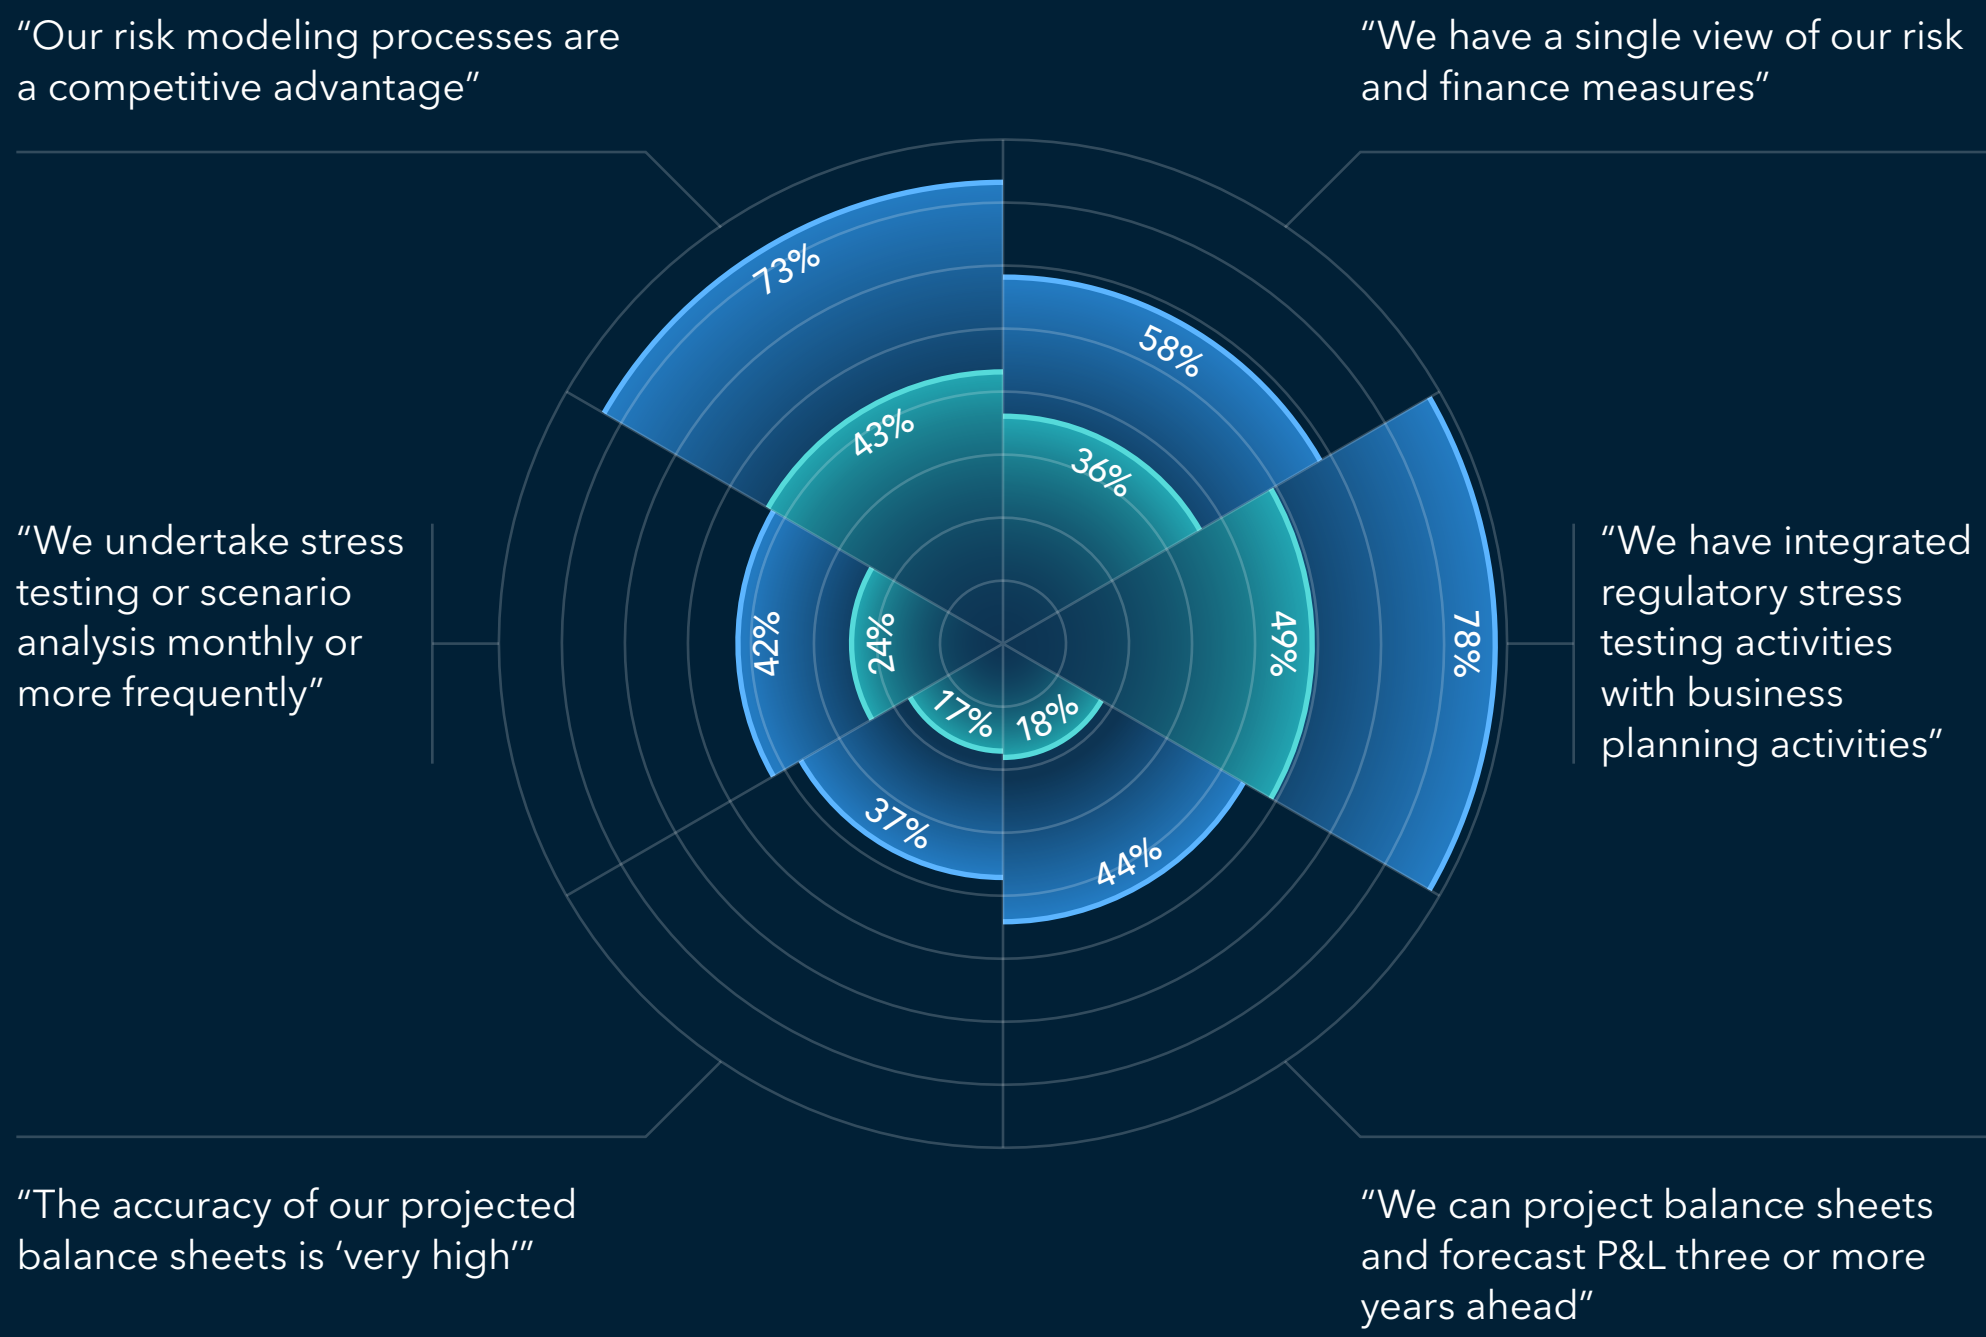 “Our risk modeling processes are
a competitive advantage”
“We have a single view of our risk
and finance measures”
73%
58%
43%
36%
“We undertake stress
testing or scenario
analysis monthly or
more frequently”
42%
24%
49%
78%
“We have integrated
regulatory stress
testing activities
with business
planning activities”
17%
18%
37%
44%
“The accuracy of our projected
balance sheets is ‘very high’”
“We can project balance sheets
and forecast P&L three or more
years ahead”